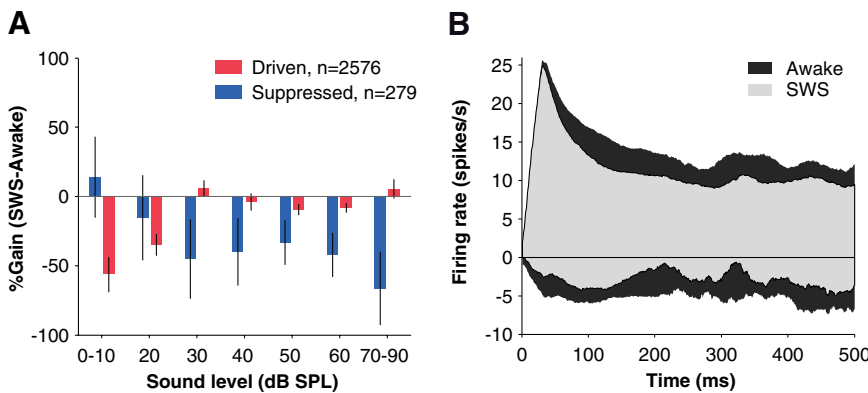 A
100
50
0
-50
-100
%Gain (SWS-Awake)
Driven, n=2576
Suppressed, n=279
0-10 20 30 40 50 60 70-90
Sound level (dB SPL)
B
25
20
15
10
5
0
-5
-10
Firing rate (spikes/s)
Awake
SWS
0 100 200 300 400 500
Time (ms)